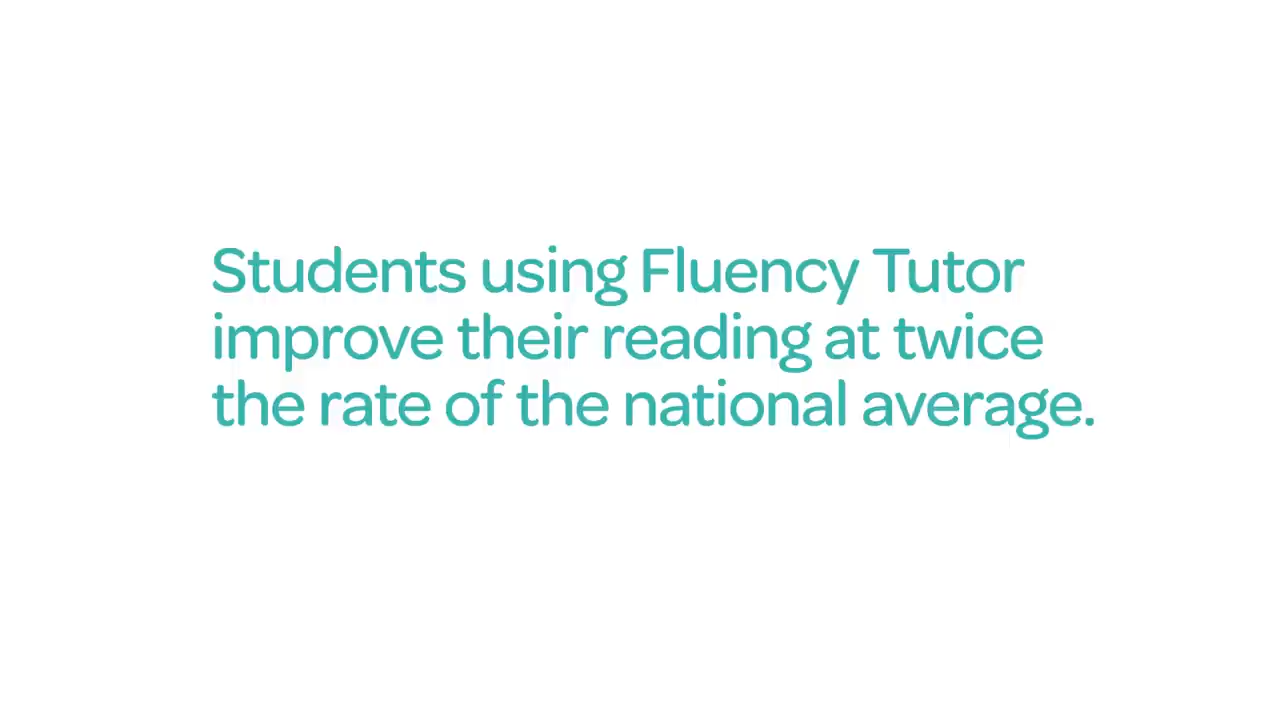 Students using Fluency Tutor
improve their reading at twice
the rate of the national average.